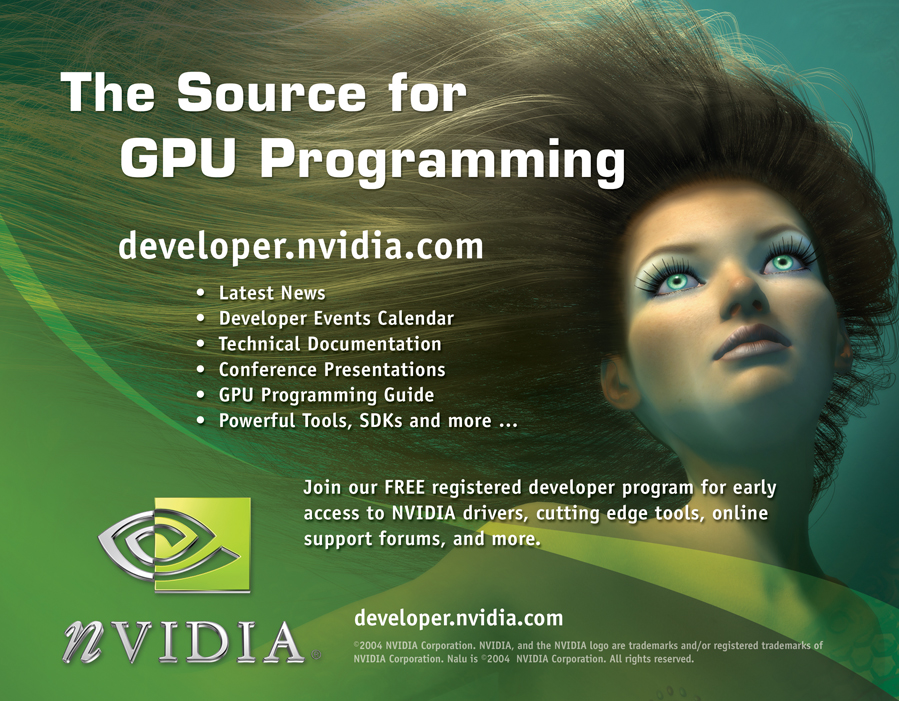 The Source for
GPU Programming
developer.nvidia.com
• Latest News
• Developer Events Calendar
• Technical Documentation
• Conference Presentations
• GPU Programming Guide
• Powerful Tools, SDKs and more ...
Join our FREE registered developer program for early
access to NVIDIA drivers, cutting edge tools, online
support forums, and more.
nVIDIA®
developer.nvidia.com
©2004 NVIDIA Corporation. NVIDIA, and the NVIDIA logo are trademarks and/or registered trademarks of
NVIDIA Corporation. Nalu is ©2004 NVIDIA Corporation. All rights reserved.